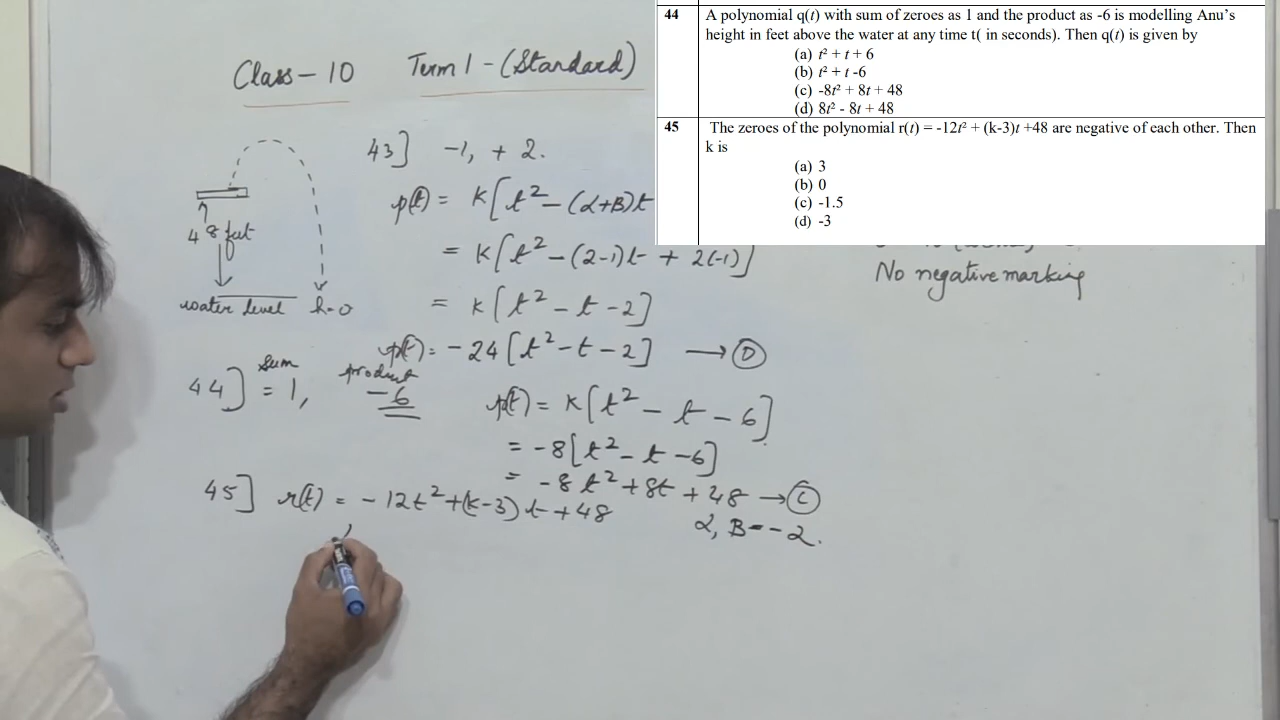 44 A polynomial q(t) with sum of zeroes as 1 and the product as -6 is modelling Anu's
height in feet above the water at any time t( in seconds). Then q(t) is given by
(a) t² + t + 6
(b) t² + t -6
(c) -8t² + 8t + 48
(d) 8t² - 8t + 48
45 The zeroes of the polynomial r(t) = -12t² + (k-3)t +48 are negative of each other. Then
k is
(a) 3
(b) 0
(c) -1.5
(d) -3
Class - 10 Term 1 - (Standard)
43] -1, + 2.
p(t) = K[t² - (α+β)t
48 feet
= K[t² - (2-1)t + 2(-1)]
No negative marking
water level h=0
= K[t² - t - 2]
p(t) = -24[t² - t - 2] → D
44] sum = 1, product -6
p(t) = K[t² - t - 6]
= -8[t² - t - 6]
= -8t² + 8t + 48 → C
45] r(t) = -12t² + (k-3)t + 48
α, β = -α.